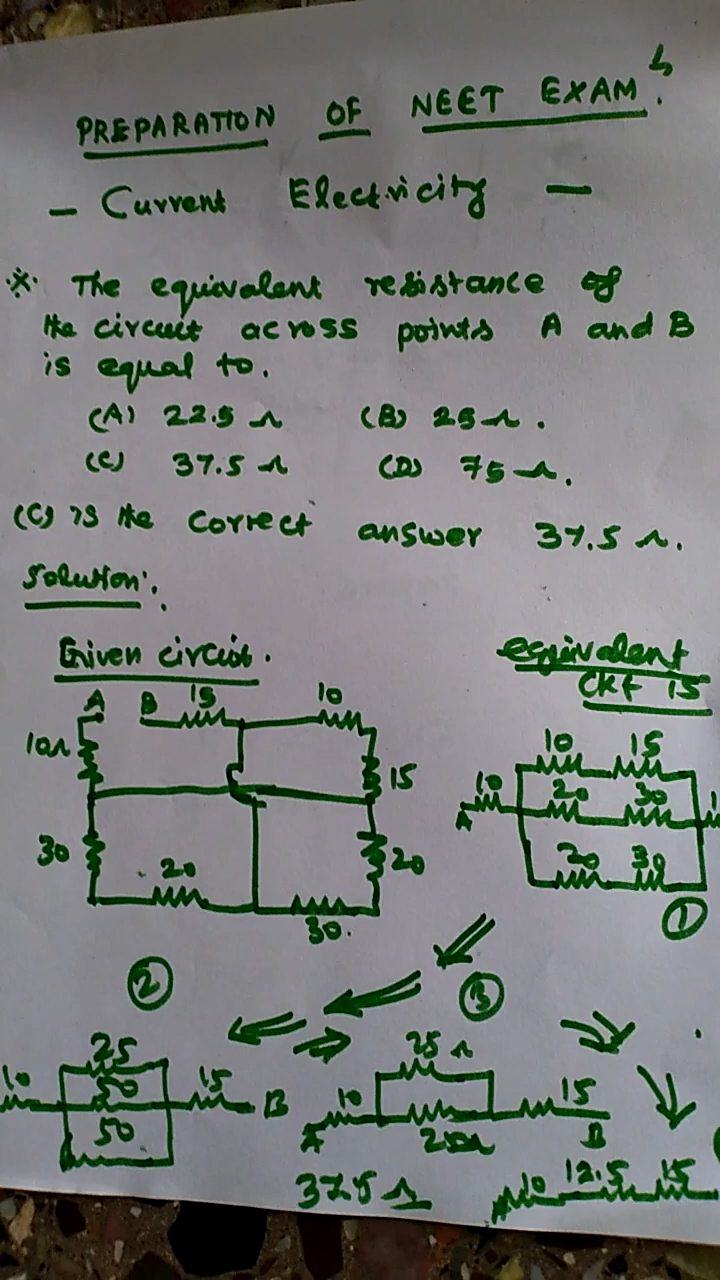 PREPARATION OF NEET EXAM:
- Current Electricity -
※ The equivalent resistance of
the circuit across points A and B
is equal to.
(A) 22.5 Ω (B) 25 Ω.
(C) 37.5 Ω (D) 75 Ω.
(C) is the correct answer 37.5 Ω.
Solution:
Given circuit. equivalent
Ckt 15
A B 15 10
10Ω 15
30 20 20
30.
10 15
10 20 30
A
20 30
①
② ③
25
10 50 15 B
50
25 Ω
A 10 15 B
25Ω
37.5 Ω
A 10 12.5 15